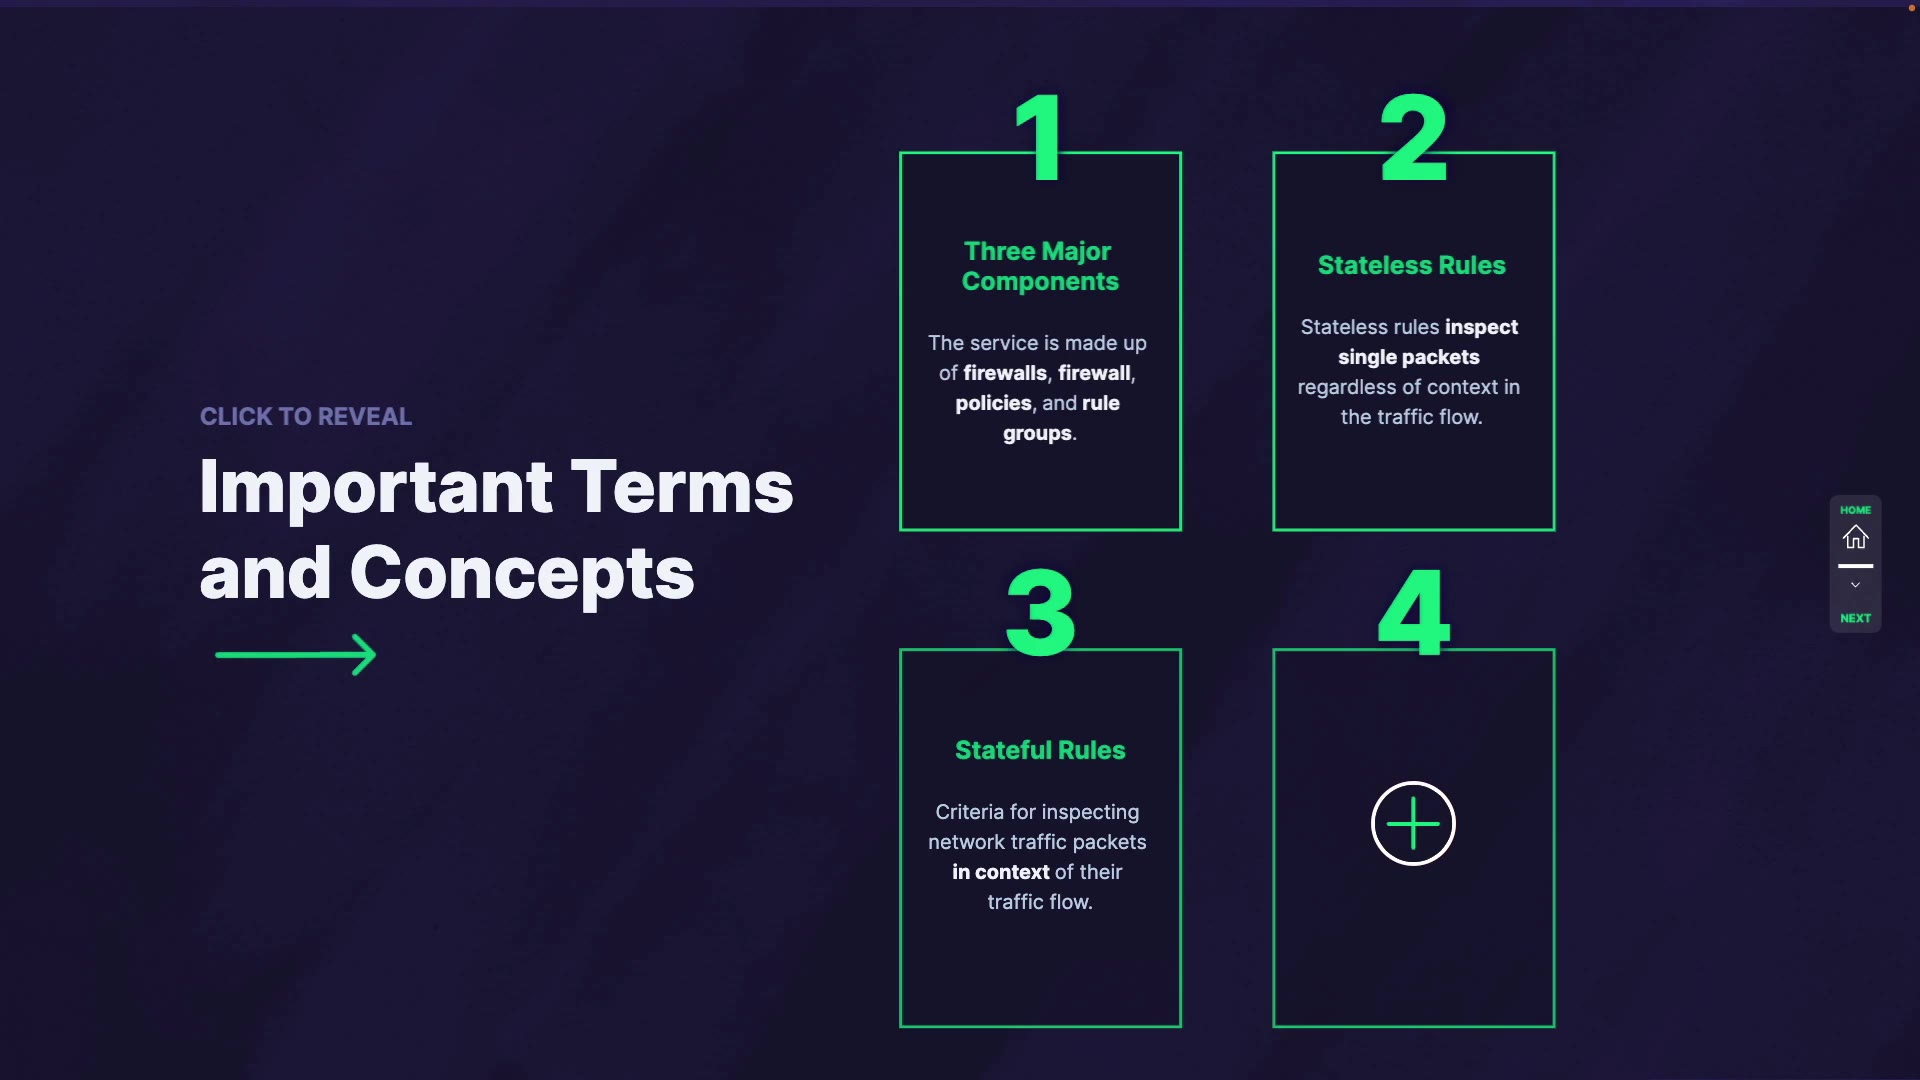 CLICK TO REVEAL
Important Terms
and Concepts
1
Three Major
Components
The service is made up
of firewalls, firewall,
policies, and rule
groups.
2
Stateless Rules
Stateless rules inspect
single packets
regardless of context in
the traffic flow.
3
Stateful Rules
Criteria for inspecting
network traffic packets
in context of their
traffic flow.
4
HOME
NEXT